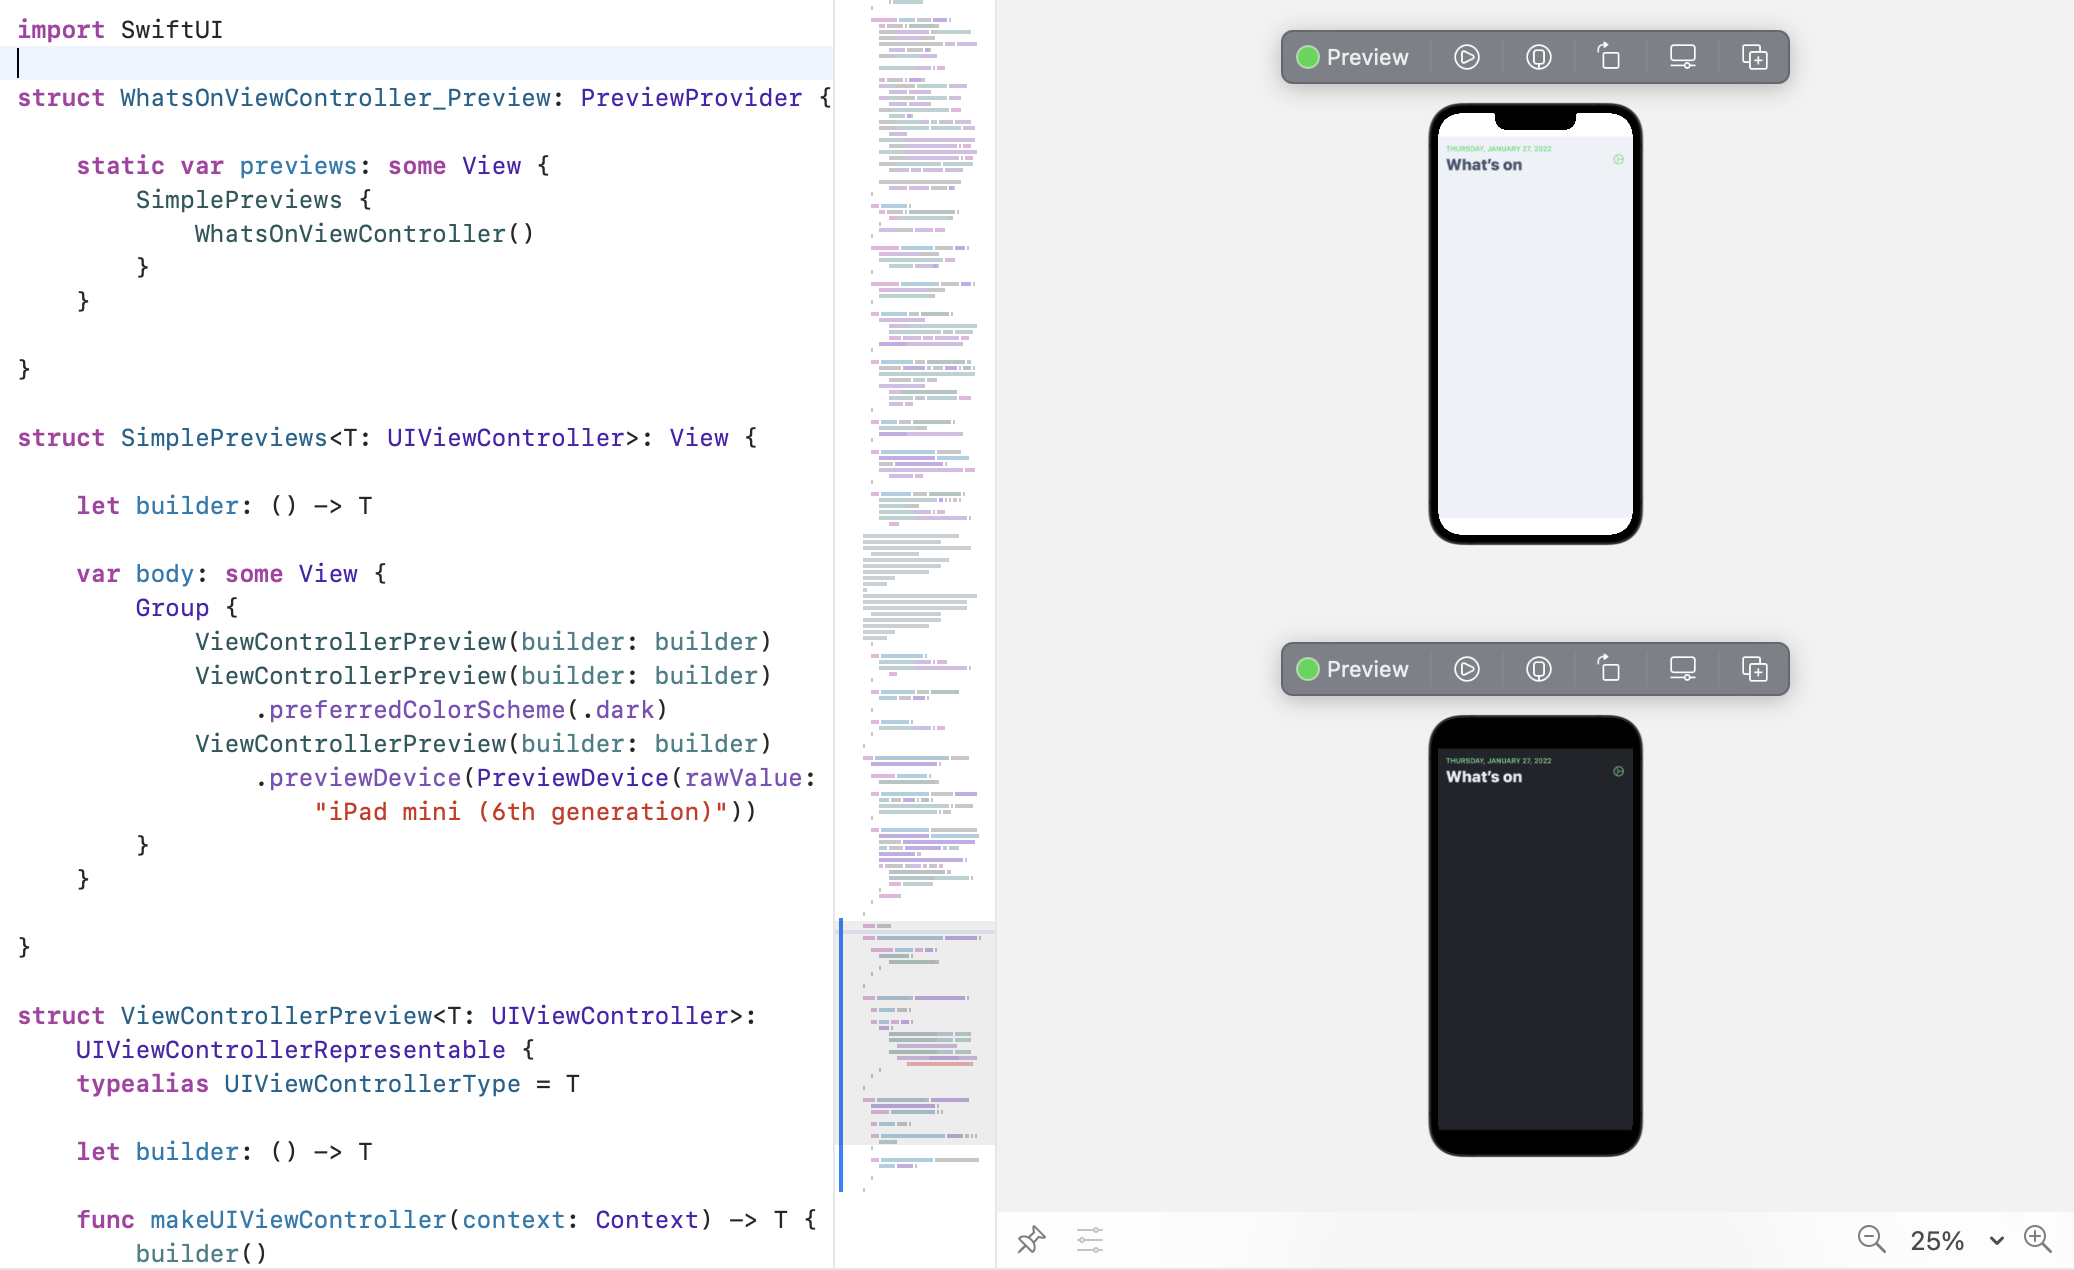 import SwiftUI
struct WhatsOnViewController_Preview: PreviewProvider {
static var previews: some View {
SimplePreviews {
WhatsOnViewController()
}
}
}
struct SimplePreviews<T: UIViewController>: View {
let builder: () -> T
var body: some View {
Group {
ViewControllerPreview(builder: builder)
ViewControllerPreview(builder: builder)
.preferredColorScheme(.dark)
ViewControllerPreview(builder: builder)
.previewDevice(PreviewDevice(rawValue:
"iPad mini (6th generation)"))
}
}
}
struct ViewControllerPreview<T: UIViewController>:
UIViewControllerRepresentable {
typealias UIViewControllerType = T
let builder: () -> T
func makeUIViewController(context: Context) -> T {
builder()
Preview
THURSDAY, JANUARY 27, 2022
What's on
Preview
THURSDAY, JANUARY 27, 2022
What's on
25%